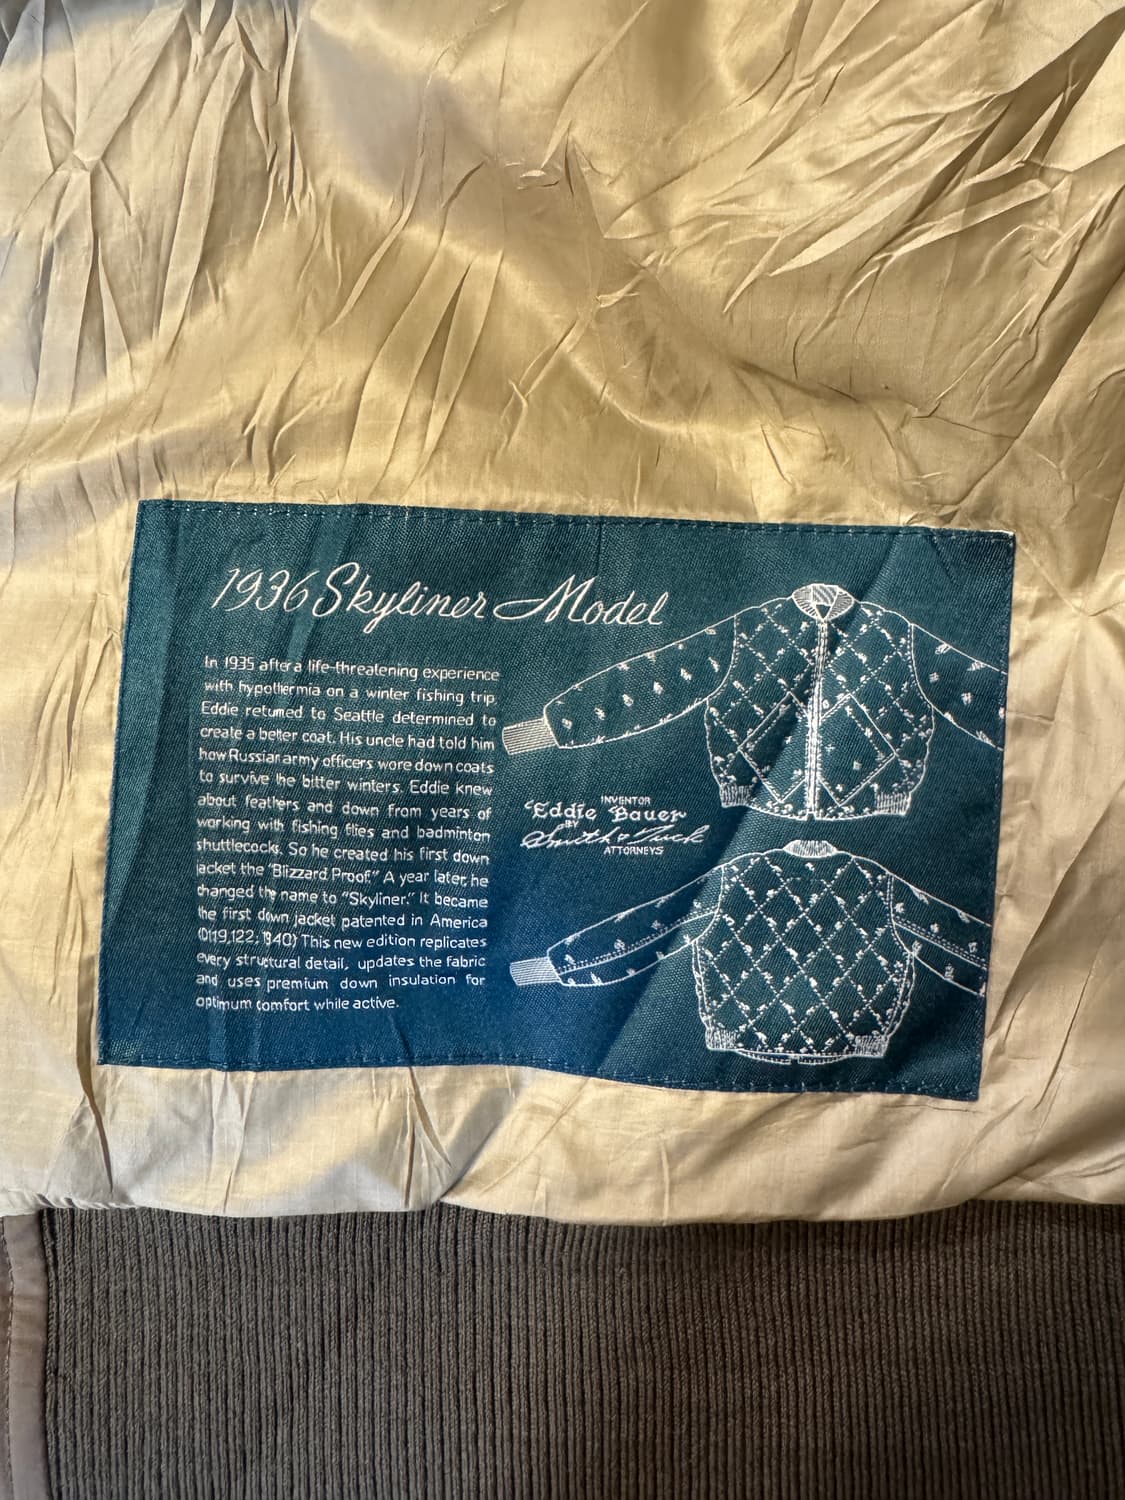 1936 Skyliner Model
In 1935 after a life-threatening experience
with hypothermia on a winter fishing trip
Eddie returned to Seattle determined to
create a better coat. His uncle had told him
how Russian army officers wore down coats
to survive the bitter winters. Eddie knew
about feathers and down from years of
working with fishing flies and badminton
shuttlecocks. So he created his first down
jacket the "Blizzard Proof." A year later, he
changed the name to "Skyliner." It became
the first down jacket patented in America
(D119,122; 1940) This new edition replicates
every structural detail, updates the fabric
and uses premium down insulation for
optimum comfort while active.
INVENTOR
Eddie Bauer
BY
Smith & Tuck
ATTORNEYS